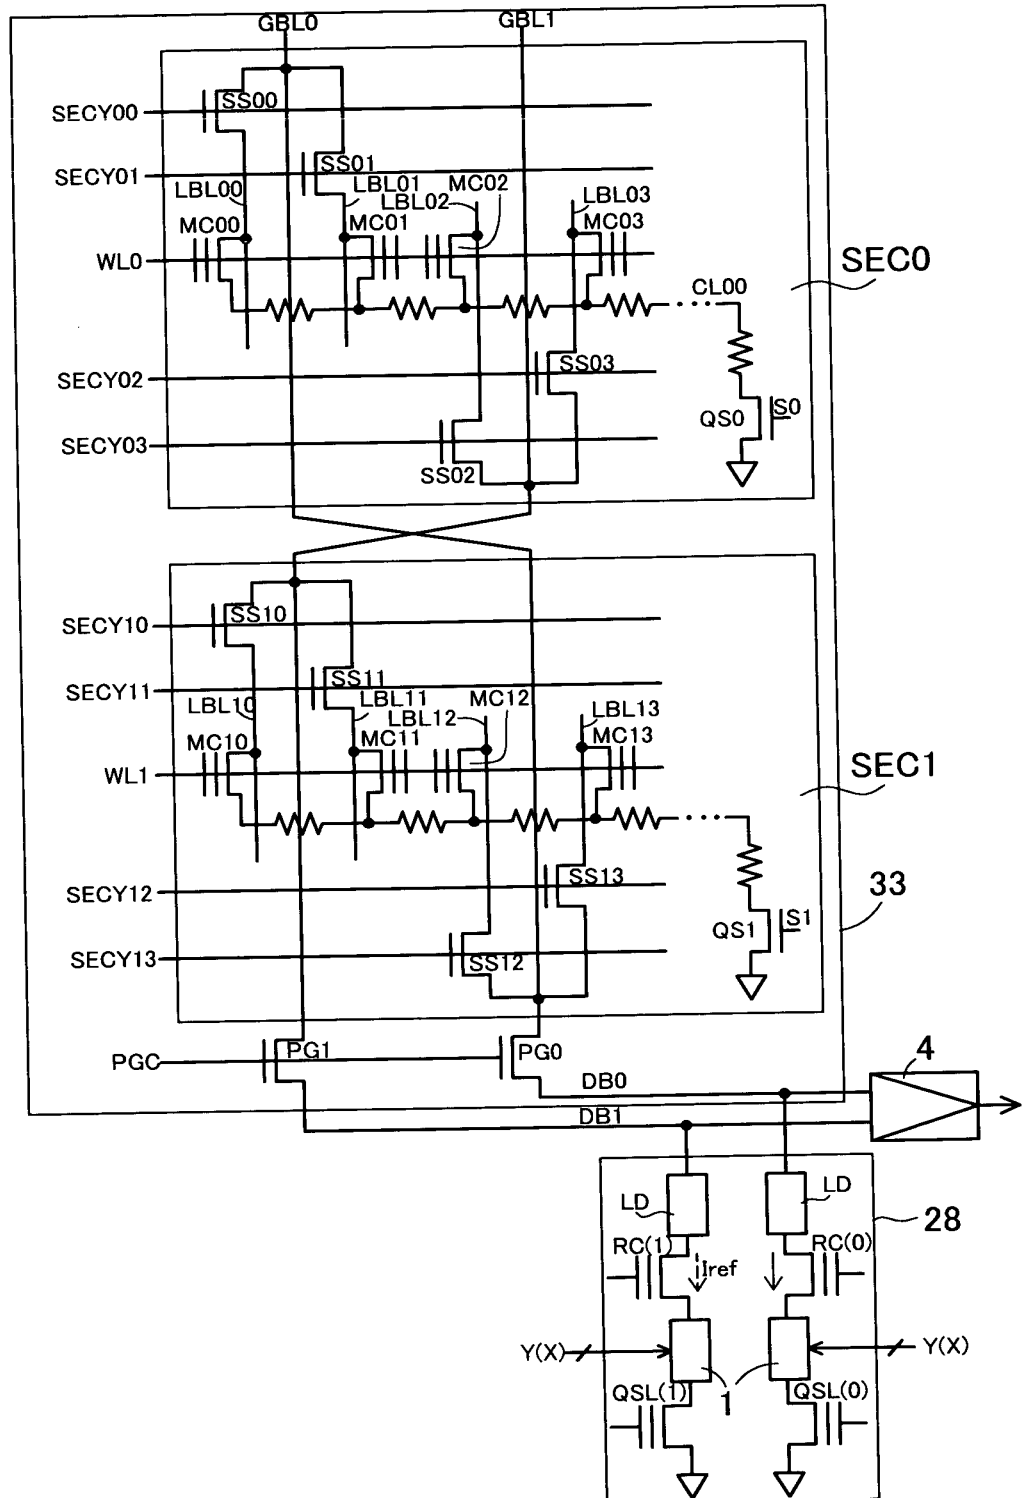 GBL0 GBL1
SECY00 SS00
SECY01 SS01
LBL00 LBL01 LBL02 MC02 LBL03
MC00 MC01 MC03
WL0
SEC0
CL00
SECY02 SS03
QS0 S0
SECY03
SS02
SECY10 SS10
SECY11 SS11
LBL10 LBL11 LBL12 MC12 LBL13
MC10 MC11 MC13
WL1
SEC1
SECY12 SS13
33
QS1 S1
SECY13 SS12
PGC PG1 PG0
4
DB0
DB1
LD LD
28
RC(1) Iref RC(0)
Y(X) Y(X)
QSL(1) 1 QSL(0)